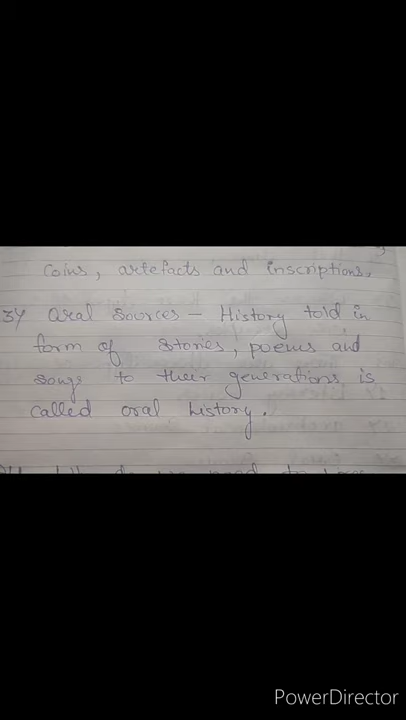 coins, artefacts and inscriptions.
3) Oral Sources - History told in
form of stories, poems and
songs to their generations is
called oral history.
PowerDirector